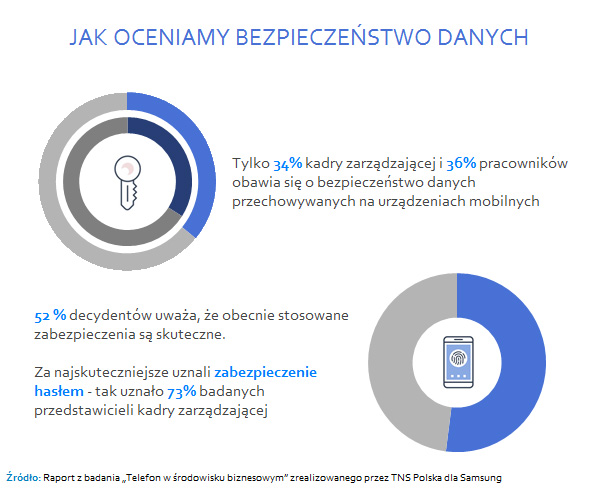 JAK OCENIAMY BEZPIECZEŃSTWO DANYCH
Tylko 34% kadry zarządzającej i 36% pracowników
obawia się o bezpieczeństwo danych
przechowywanych na urządzeniach mobilnych
52 % decydentów uważa, że obecnie stosowane
zabezpieczenia są skuteczne.
Za najskuteczniejsze uznali zabezpieczenie
hasłem - tak uznało 73% badanych
przedstawicieli kadry zarządzającej
Źródło: Raport z badania „Telefon w środowisku biznesowym” zrealizowanego przez TNS Polska dla Samsung